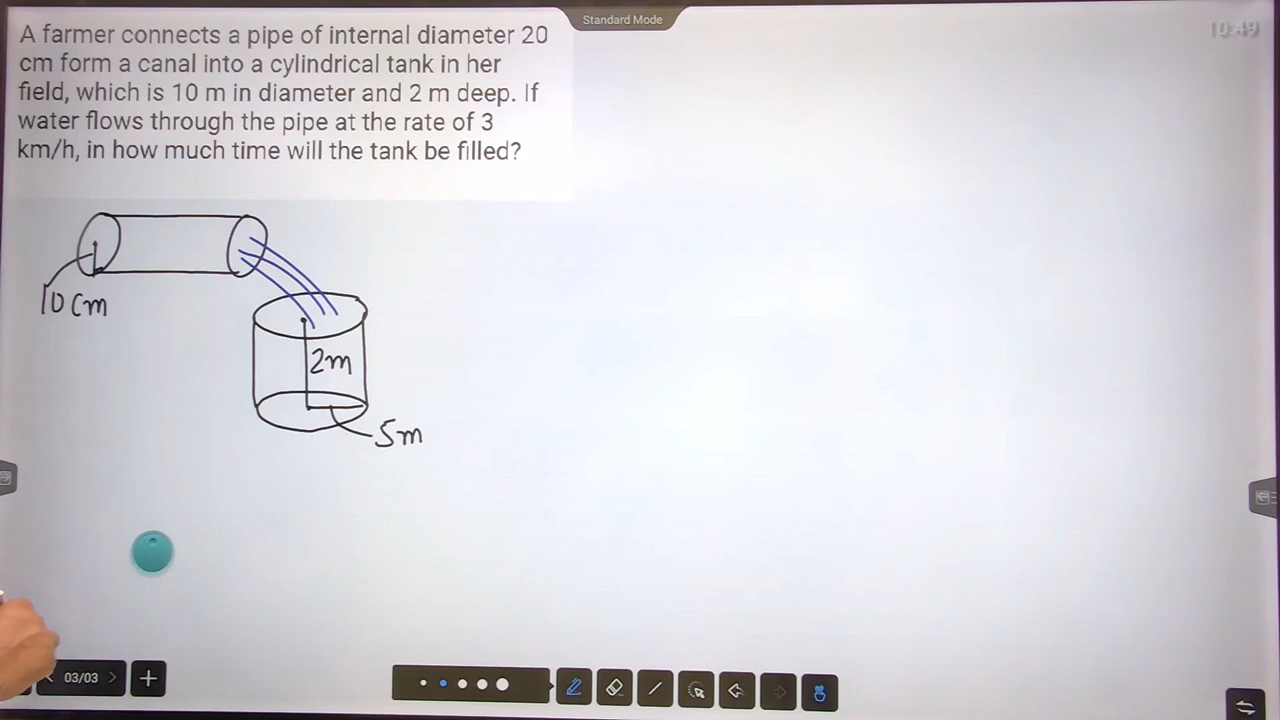 Standard Mode
10:49
A farmer connects a pipe of internal diameter 20
cm form a canal into a cylindrical tank in her
field, which is 10 m in diameter and 2 m deep. If
water flows through the pipe at the rate of 3
km/h, in how much time will the tank be filled?
10 cm
2m
5m
03/03